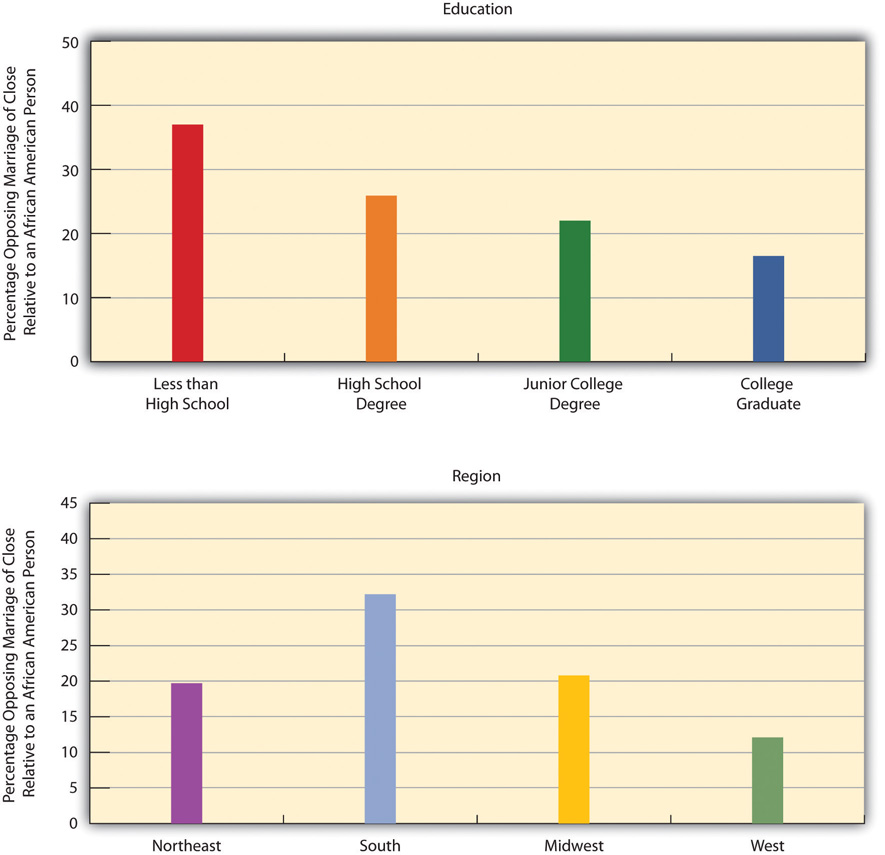 Education
Percentage Opposing Marriage of Close
Relative to an African American Person
50
40
30
20
10
0
Less than
High School
High School
Degree
Junior College
Degree
College
Graduate
Region
Percentage Opposing Marriage of Close
Relative to an African American Person
45
40
35
30
25
20
15
10
5
0
Northeast
South
Midwest
West